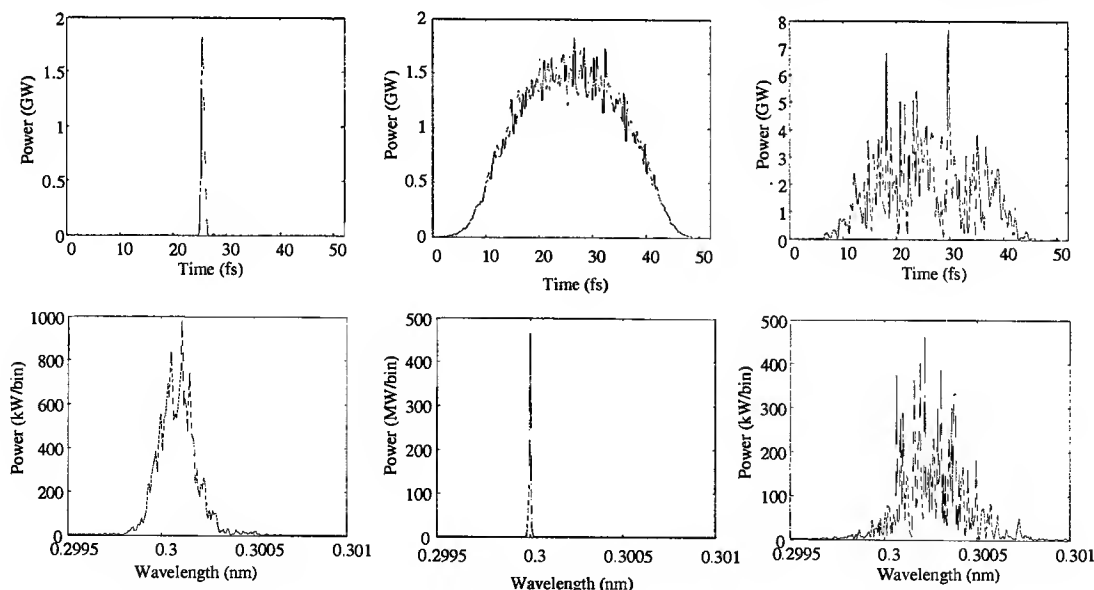 2
1.5
1
0.5
0
Power (GW)
0 10 20 30 40 50
Time (fs)
2
1.5
1
0.5
0
Power (GW)
0 10 20 30 40 50
Time (fs)
8
7
6
5
4
3
2
1
0
Power (GW)
0 10 20 30 40 50
Time (fs)
1000
800
600
400
200
0
Power (kW/bin)
0.2995 0.3 0.3005 0.301
Wavelength (nm)
500
400
300
200
100
0
Power (MW/bin)
0.2995 0.3 0.3005 0.301
Wavelength (nm)
500
400
300
200
100
0
Power (kW/bin)
0.2995 0.3 0.3005 0.301
Wavelength (nm)